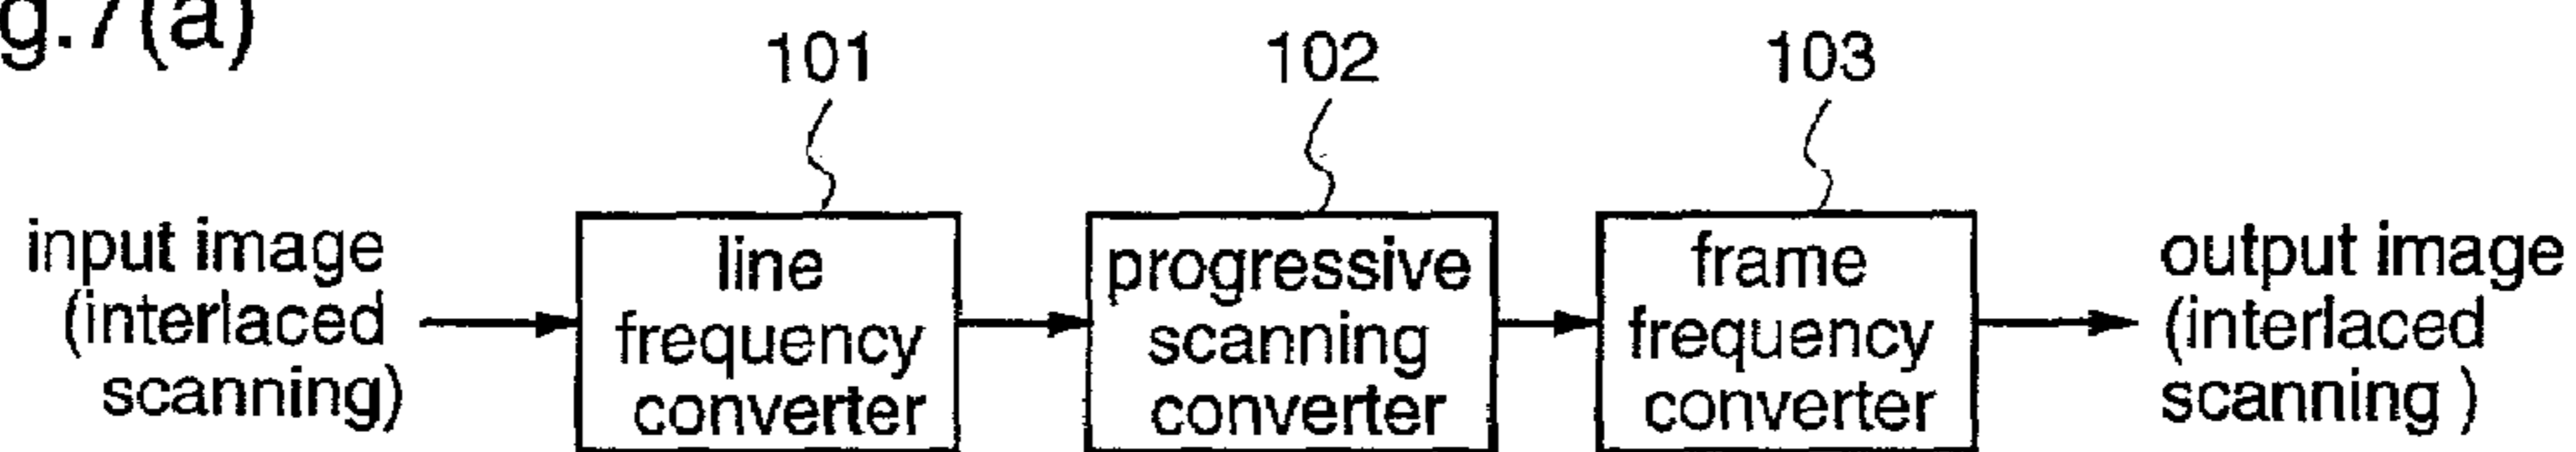 g.7(a)
101
102
103
input image
(interlaced
scanning)
line
frequency
converter
progressive
scanning
converter
frame
frequency
converter
output image
(interlaced
scanning )